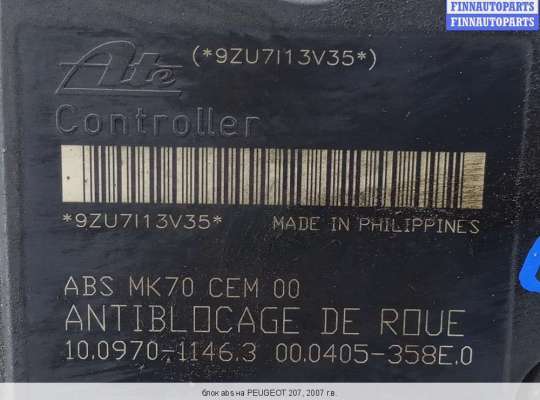 FINNAUTOPARTS
FINNAUTOPARTS
Ate (*9ZU7I13V35*)
Controller
*9ZU7I13V35* MADE IN PHILIPPINES
ABS MK70 CEM 00
ANTIBLOCAGE DE ROUE
10.0970-1146.3 00.0405-358E.0
блок abs на PEUGEOT 207, 2007 г.в.